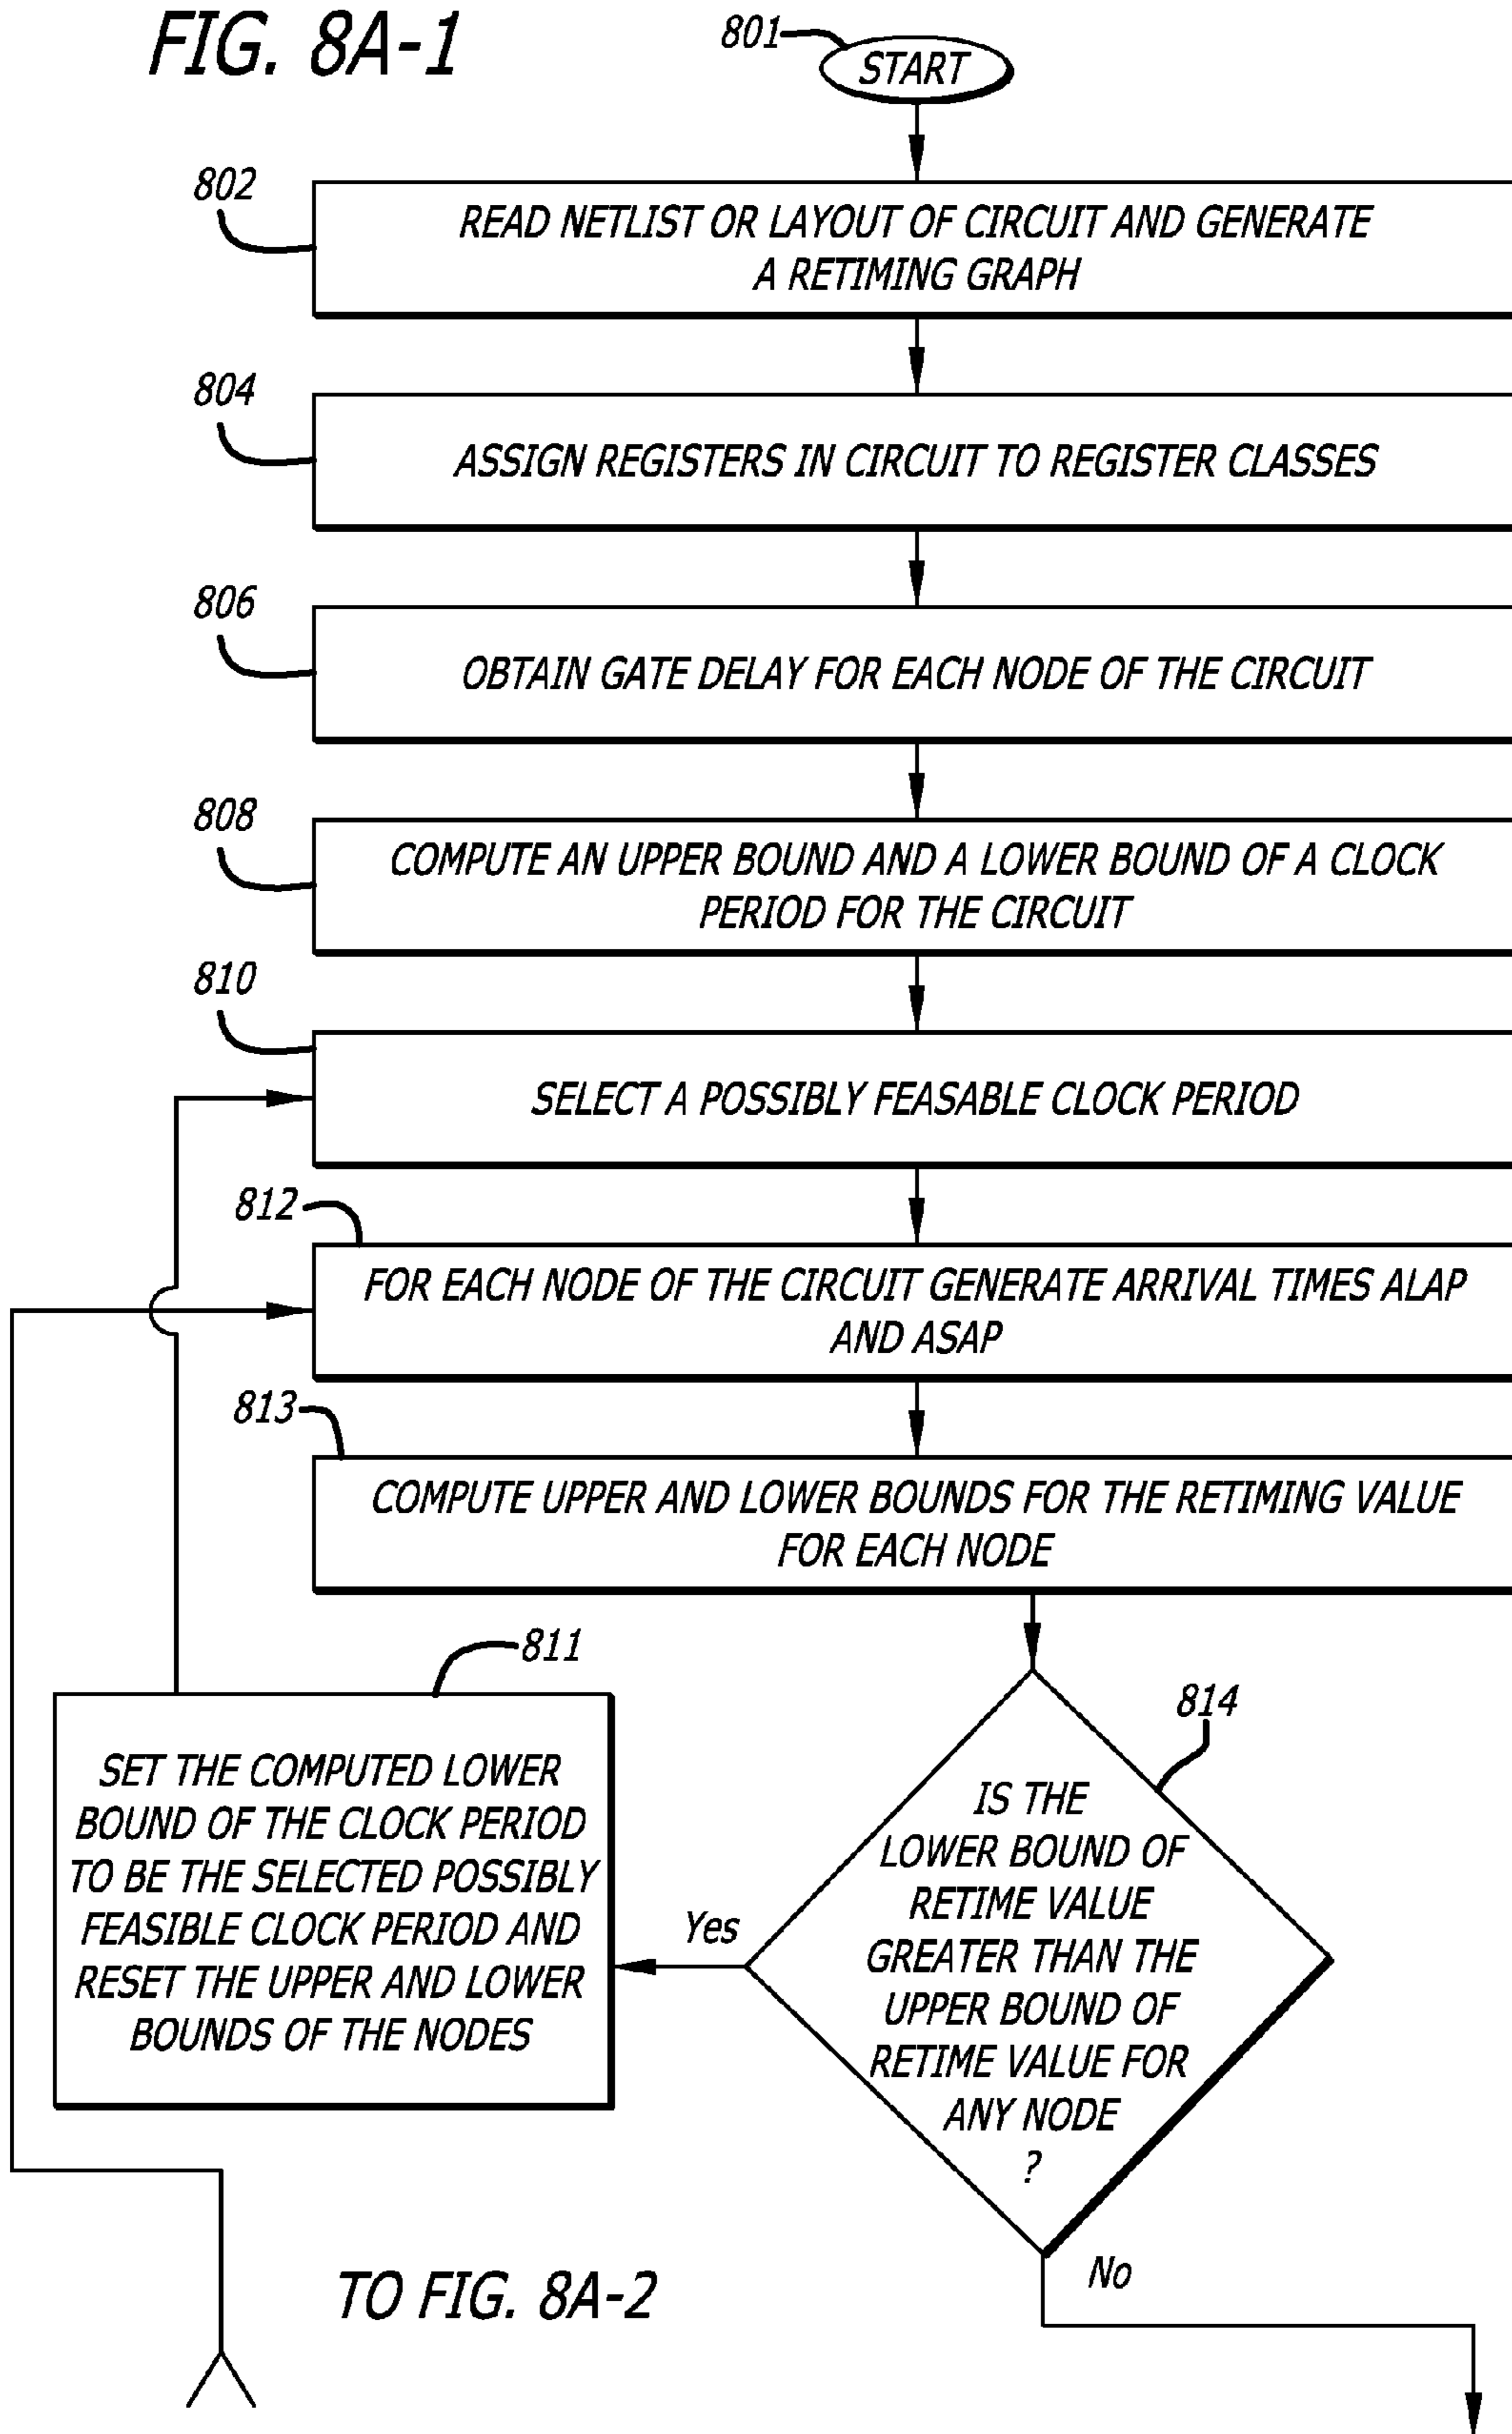 FIG. 8A-1
801
START
802
READ NETLIST OR LAYOUT OF CIRCUIT AND GENERATE
A RETIMING GRAPH
804
ASSIGN REGISTERS IN CIRCUIT TO REGISTER CLASSES
806
OBTAIN GATE DELAY FOR EACH NODE OF THE CIRCUIT
808
COMPUTE AN UPPER BOUND AND A LOWER BOUND OF A CLOCK
PERIOD FOR THE CIRCUIT
810
SELECT A POSSIBLY FEASABLE CLOCK PERIOD
812
FOR EACH NODE OF THE CIRCUIT GENERATE ARRIVAL TIMES ALAP
AND ASAP
813
COMPUTE UPPER AND LOWER BOUNDS FOR THE RETIMING VALUE
FOR EACH NODE
811
SET THE COMPUTED LOWER
BOUND OF THE CLOCK PERIOD
TO BE THE SELECTED POSSIBLY
FEASIBLE CLOCK PERIOD AND
RESET THE UPPER AND LOWER
BOUNDS OF THE NODES
Yes
814
IS THE
LOWER BOUND OF
RETIME VALUE
GREATER THAN THE
UPPER BOUND OF
RETIME VALUE FOR
ANY NODE
?
No
TO FIG. 8A-2